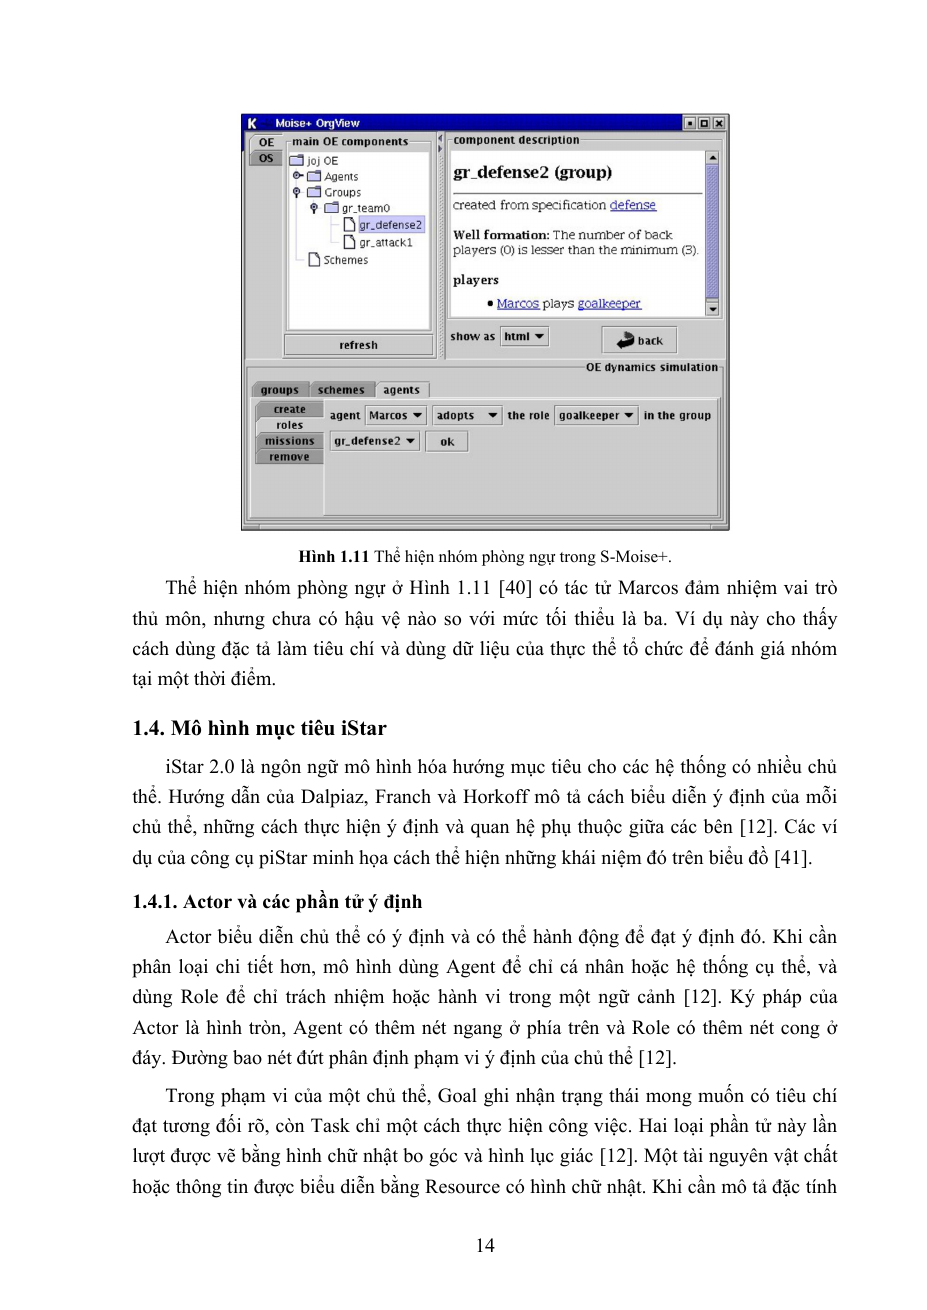 Moise+ OrgView
OE
OS
main OE components
joj OE
Agents
Groups
gr_team0
gr_defense2
gr_attack1
Schemes
refresh
component description
gr_defense2 (group)
created from specification defense
Well formation: The number of back
players (0) is lesser than the minimum (3).
players
• Marcos plays goalkeeper
show as html
back
OE dynamics simulation
groups schemes agents
create
roles
missions
remove
agent Marcos adopts the role goalkeeper in the group
gr_defense2 ok
Hình 1.11 Thể hiện nhóm phòng ngự trong S-Moise+.
Thể hiện nhóm phòng ngự ở Hình 1.11 [40] có tác tử Marcos đảm nhiệm vai trò
thủ môn, nhưng chưa có hậu vệ nào so với mức tối thiểu là ba. Ví dụ này cho thấy
cách dùng đặc tả làm tiêu chí và dùng dữ liệu của thực thể tổ chức để đánh giá nhóm
tại một thời điểm.
1.4. Mô hình mục tiêu iStar
iStar 2.0 là ngôn ngữ mô hình hóa hướng mục tiêu cho các hệ thống có nhiều chủ
thể. Hướng dẫn của Dalpiaz, Franch và Horkoff mô tả cách biểu diễn ý định của mỗi
chủ thể, những cách thực hiện ý định và quan hệ phụ thuộc giữa các bên [12]. Các ví
dụ của công cụ piStar minh họa cách thể hiện những khái niệm đó trên biểu đồ [41].
1.4.1. Actor và các phần tử ý định
Actor biểu diễn chủ thể có ý định và có thể hành động để đạt ý định đó. Khi cần
phân loại chi tiết hơn, mô hình dùng Agent để chỉ cá nhân hoặc hệ thống cụ thể, và
dùng Role để chỉ trách nhiệm hoặc hành vi trong một ngữ cảnh [12]. Ký pháp của
Actor là hình tròn, Agent có thêm nét ngang ở phía trên và Role có thêm nét cong ở
đáy. Đường bao nét đứt phân định phạm vi ý định của chủ thể [12].
Trong phạm vi của một chủ thể, Goal ghi nhận trạng thái mong muốn có tiêu chí
đạt tương đối rõ, còn Task chỉ một cách thực hiện công việc. Hai loại phần tử này lần
lượt được vẽ bằng hình chữ nhật bo góc và hình lục giác [12]. Một tài nguyên vật chất
hoặc thông tin được biểu diễn bằng Resource có hình chữ nhật. Khi cần mô tả đặc tính
14